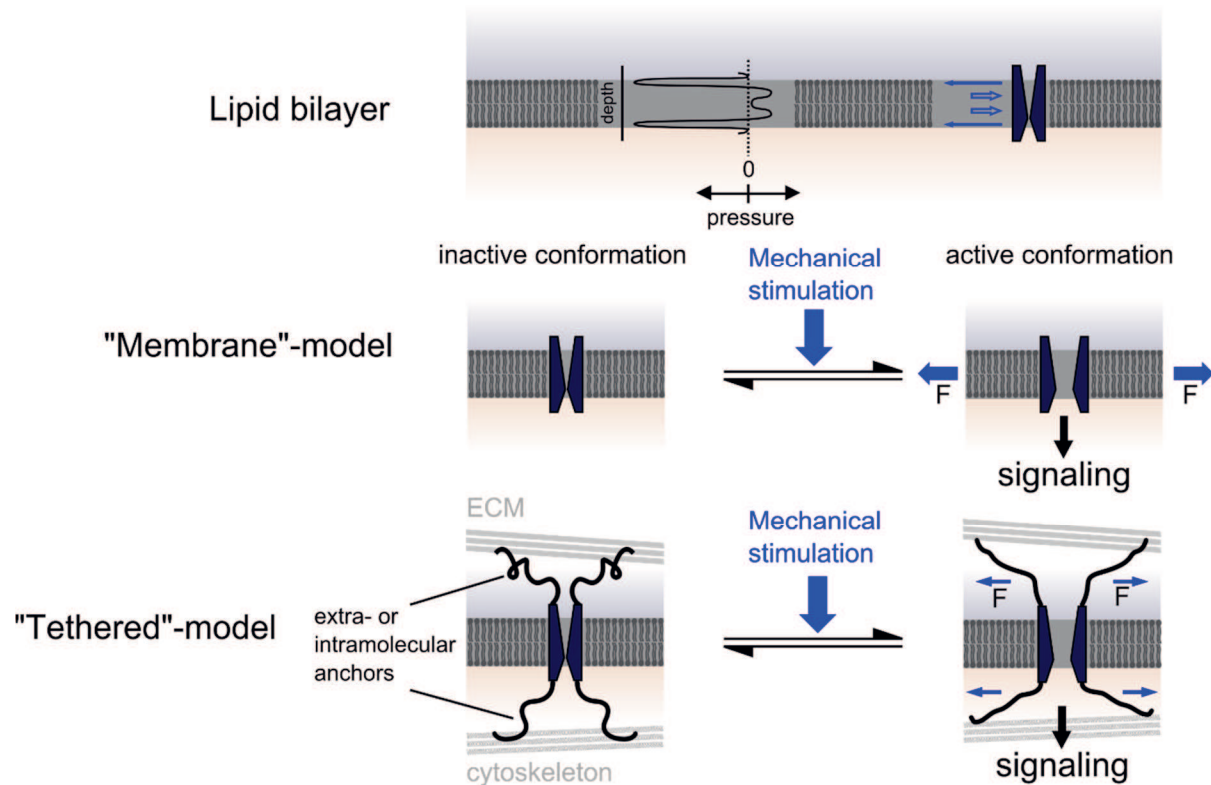 Lipid bilayer
depth
0
pressure
inactive conformation
Mechanical
stimulation
active conformation
"Membrane"-model
F
F
signaling
ECM
Mechanical
stimulation
"Tethered"-model
extra- or
intramolecular
anchors
F
F
cytoskeleton
signaling